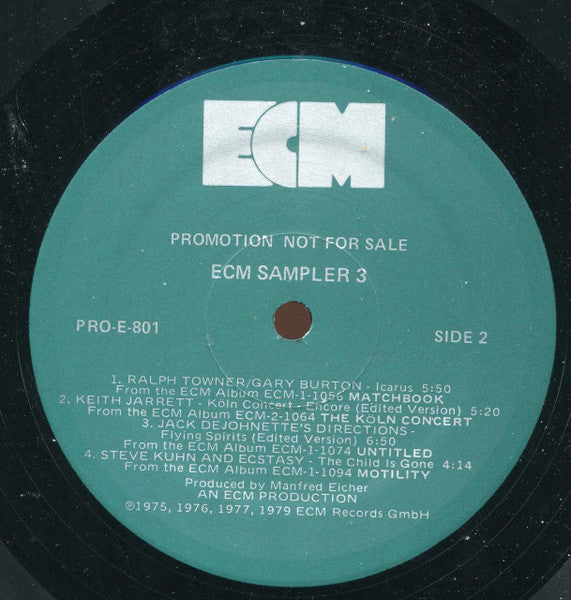 ECM
PROMOTION NOT FOR SALE
ECM SAMPLER 3
PRO-E-801
SIDE 2
1. RALPH TOWNER/GARY BURTON - Icarus 5:50
From the ECM Album ECM-1-1056 MATCHBOOK
2. KEITH JARRETT - Köln Concert - Encore (Edited Version) 5:20
From the ECM Album ECM-2-1064 THE KÖLN CONCERT
3. JACK DEJOHNETTE'S DIRECTIONS -
Flying Spirits (Edited Version) 6:50
From the ECM Album ECM-1-1074 UNTITLED
4. STEVE KUHN AND ECSTASY - The Child Is Gone 4:14
From the ECM Album ECM-1-1094 MOTILITY
Produced by Manfred Eicher
AN ECM PRODUCTION
℗1975, 1976, 1977, 1979 ECM Records GmbH